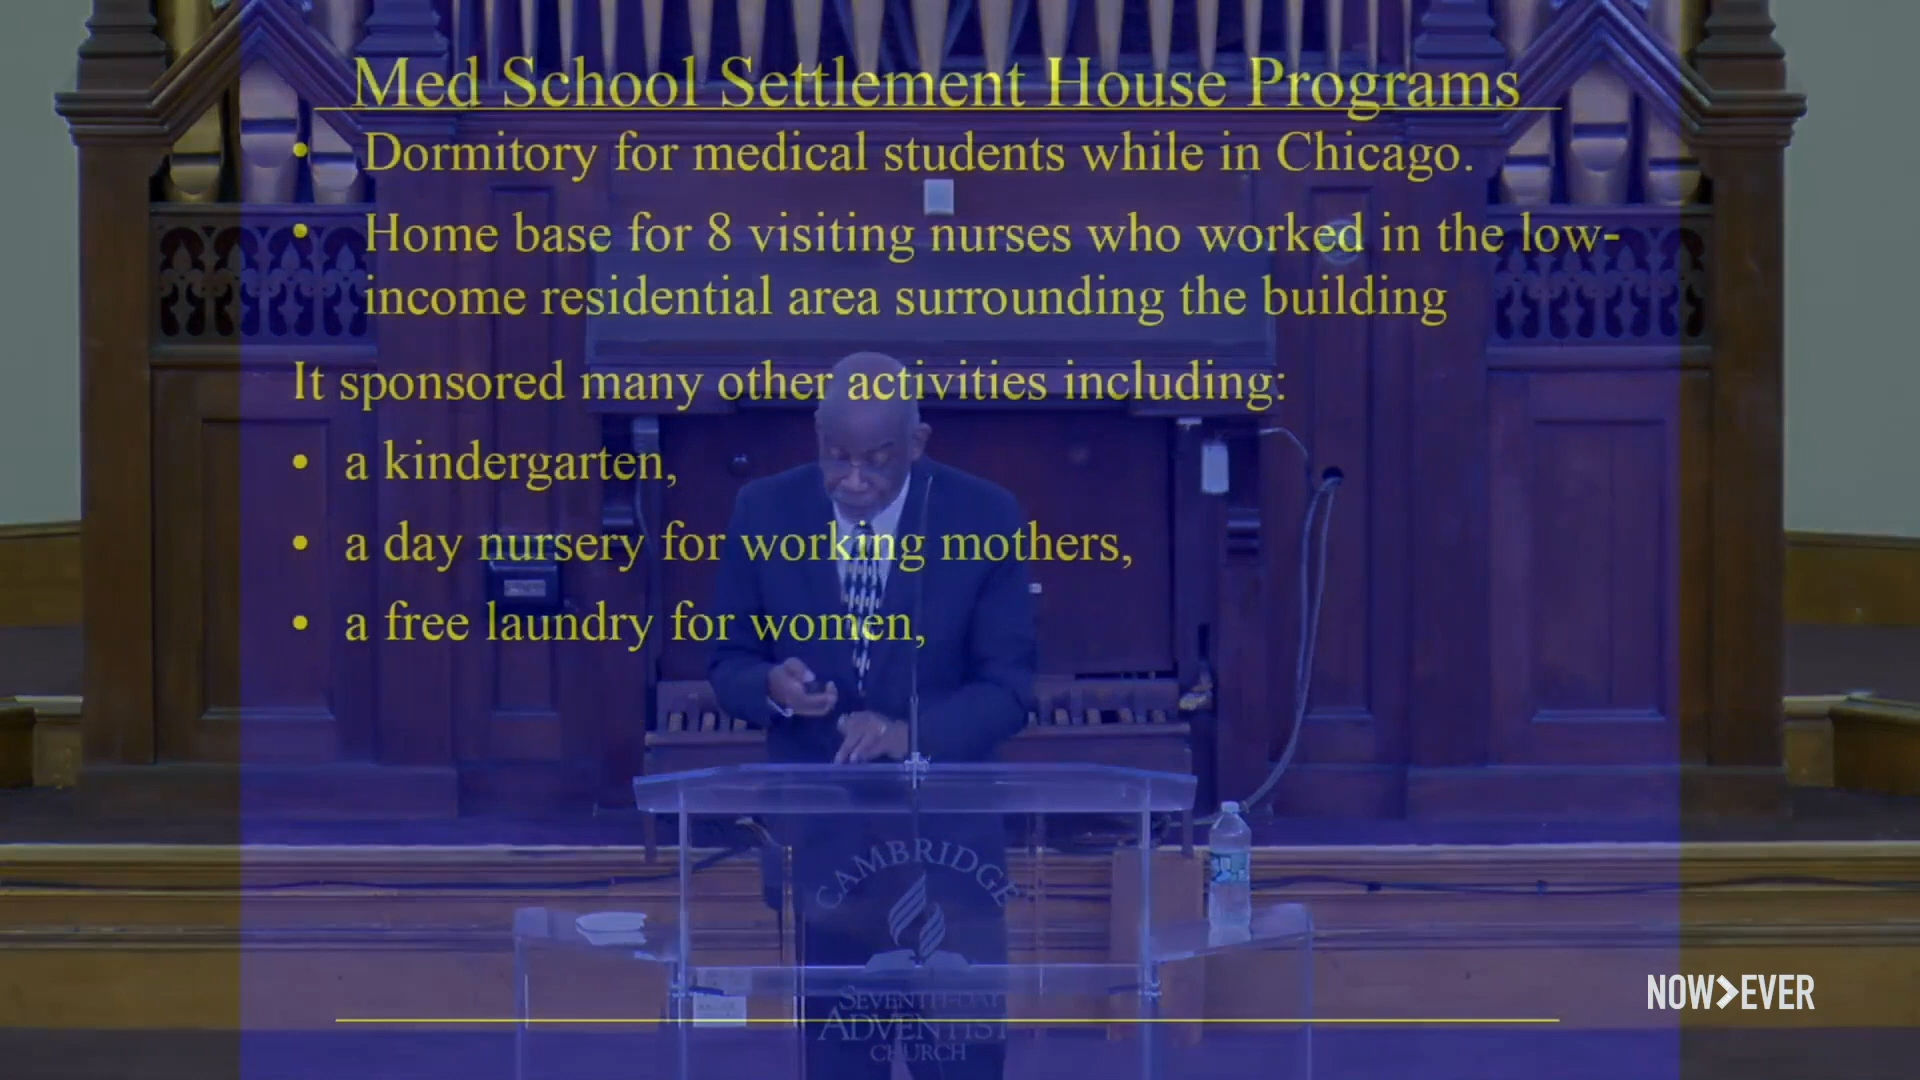 Med School Settlement House Programs
• Dormitory for medical students while in Chicago.
• Home base for 8 visiting nurses who worked in the low-
income residential area surrounding the building
It sponsored many other activities including:
• a kindergarten,
• a day nursery for working mothers,
• a free laundry for women,
CAMBRIDGE
SEVENTH-DAY
ADVENTIST
CHURCH
NOW>EVER